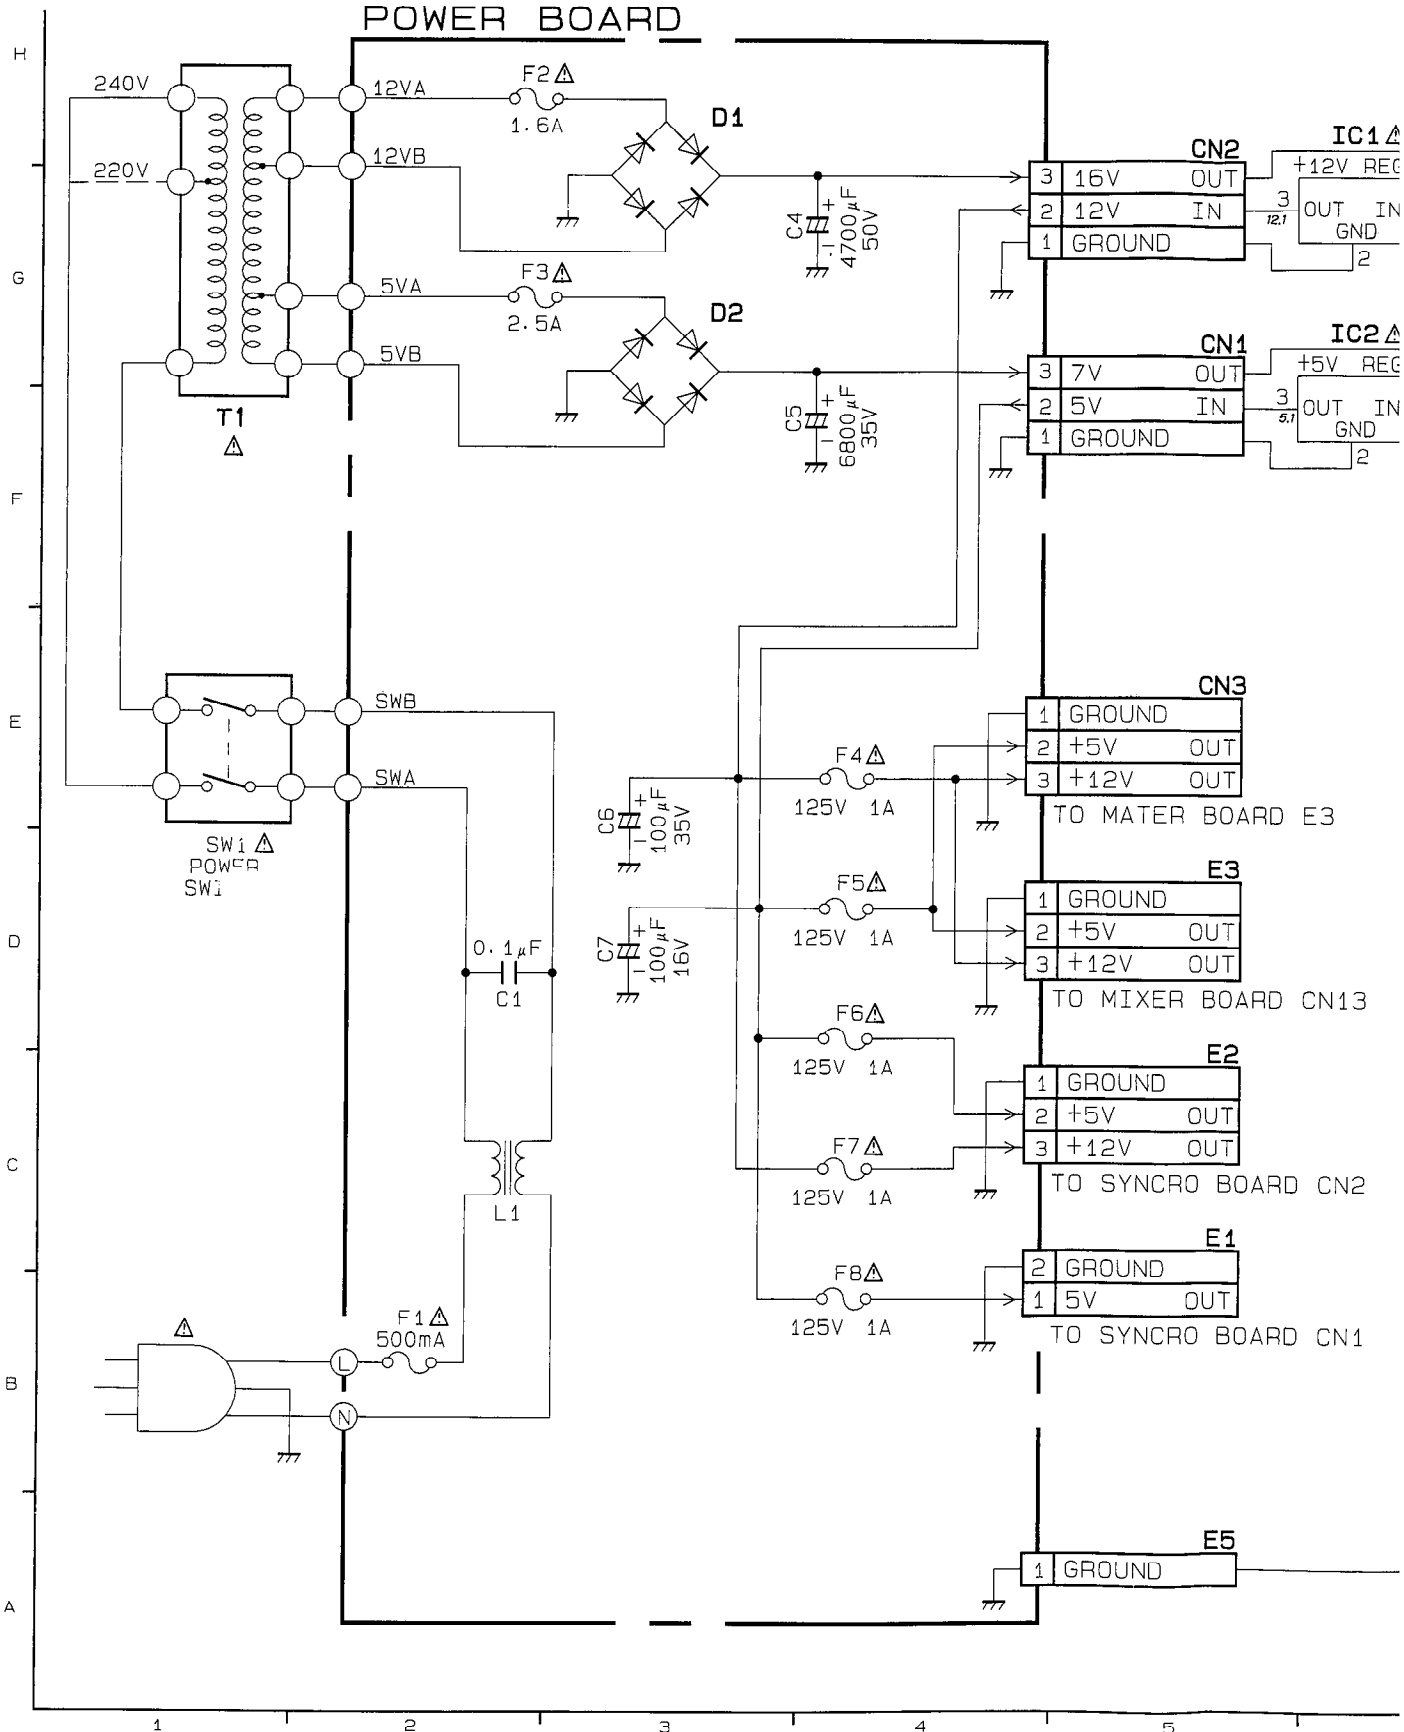 POWER BOARD
H
240V
220V
12VA
12VB
F2
1.6A
D1
C4
+
4700µF
50V
5VA
5VB
F3
2.5A
D2
C5
+
6800µF
35V
T1
G
CN2
3 16V OUT
2 12V IN
1 GROUND
IC1
+12V REG
3
12.1
OUT IN
GND
2
CN1
3 7V OUT
2 5V IN
1 GROUND
IC2
+5V REG
3
5.1
OUT IN
GND
2
F
E
SWB
SWA
SW1
POWER
SW1
CN3
1 GROUND
2 +5V OUT
3 +12V OUT
TO MATER BOARD E3
F4
125V 1A
C6
+
100µF
35V
D
0.1µF
C1
C7
+
100µF
16V
F5
125V 1A
E3
1 GROUND
2 +5V OUT
3 +12V OUT
TO MIXER BOARD CN13
F6
125V 1A
E2
1 GROUND
2 +5V OUT
3 +12V OUT
TO SYNCRO BOARD CN2
C
F7
125V 1A
L1
E1
2 GROUND
1 5V OUT
TO SYNCRO BOARD CN1
F8
125V 1A
F1
500mA
L
N
B
E5
1 GROUND
A
1 2 3 4 5